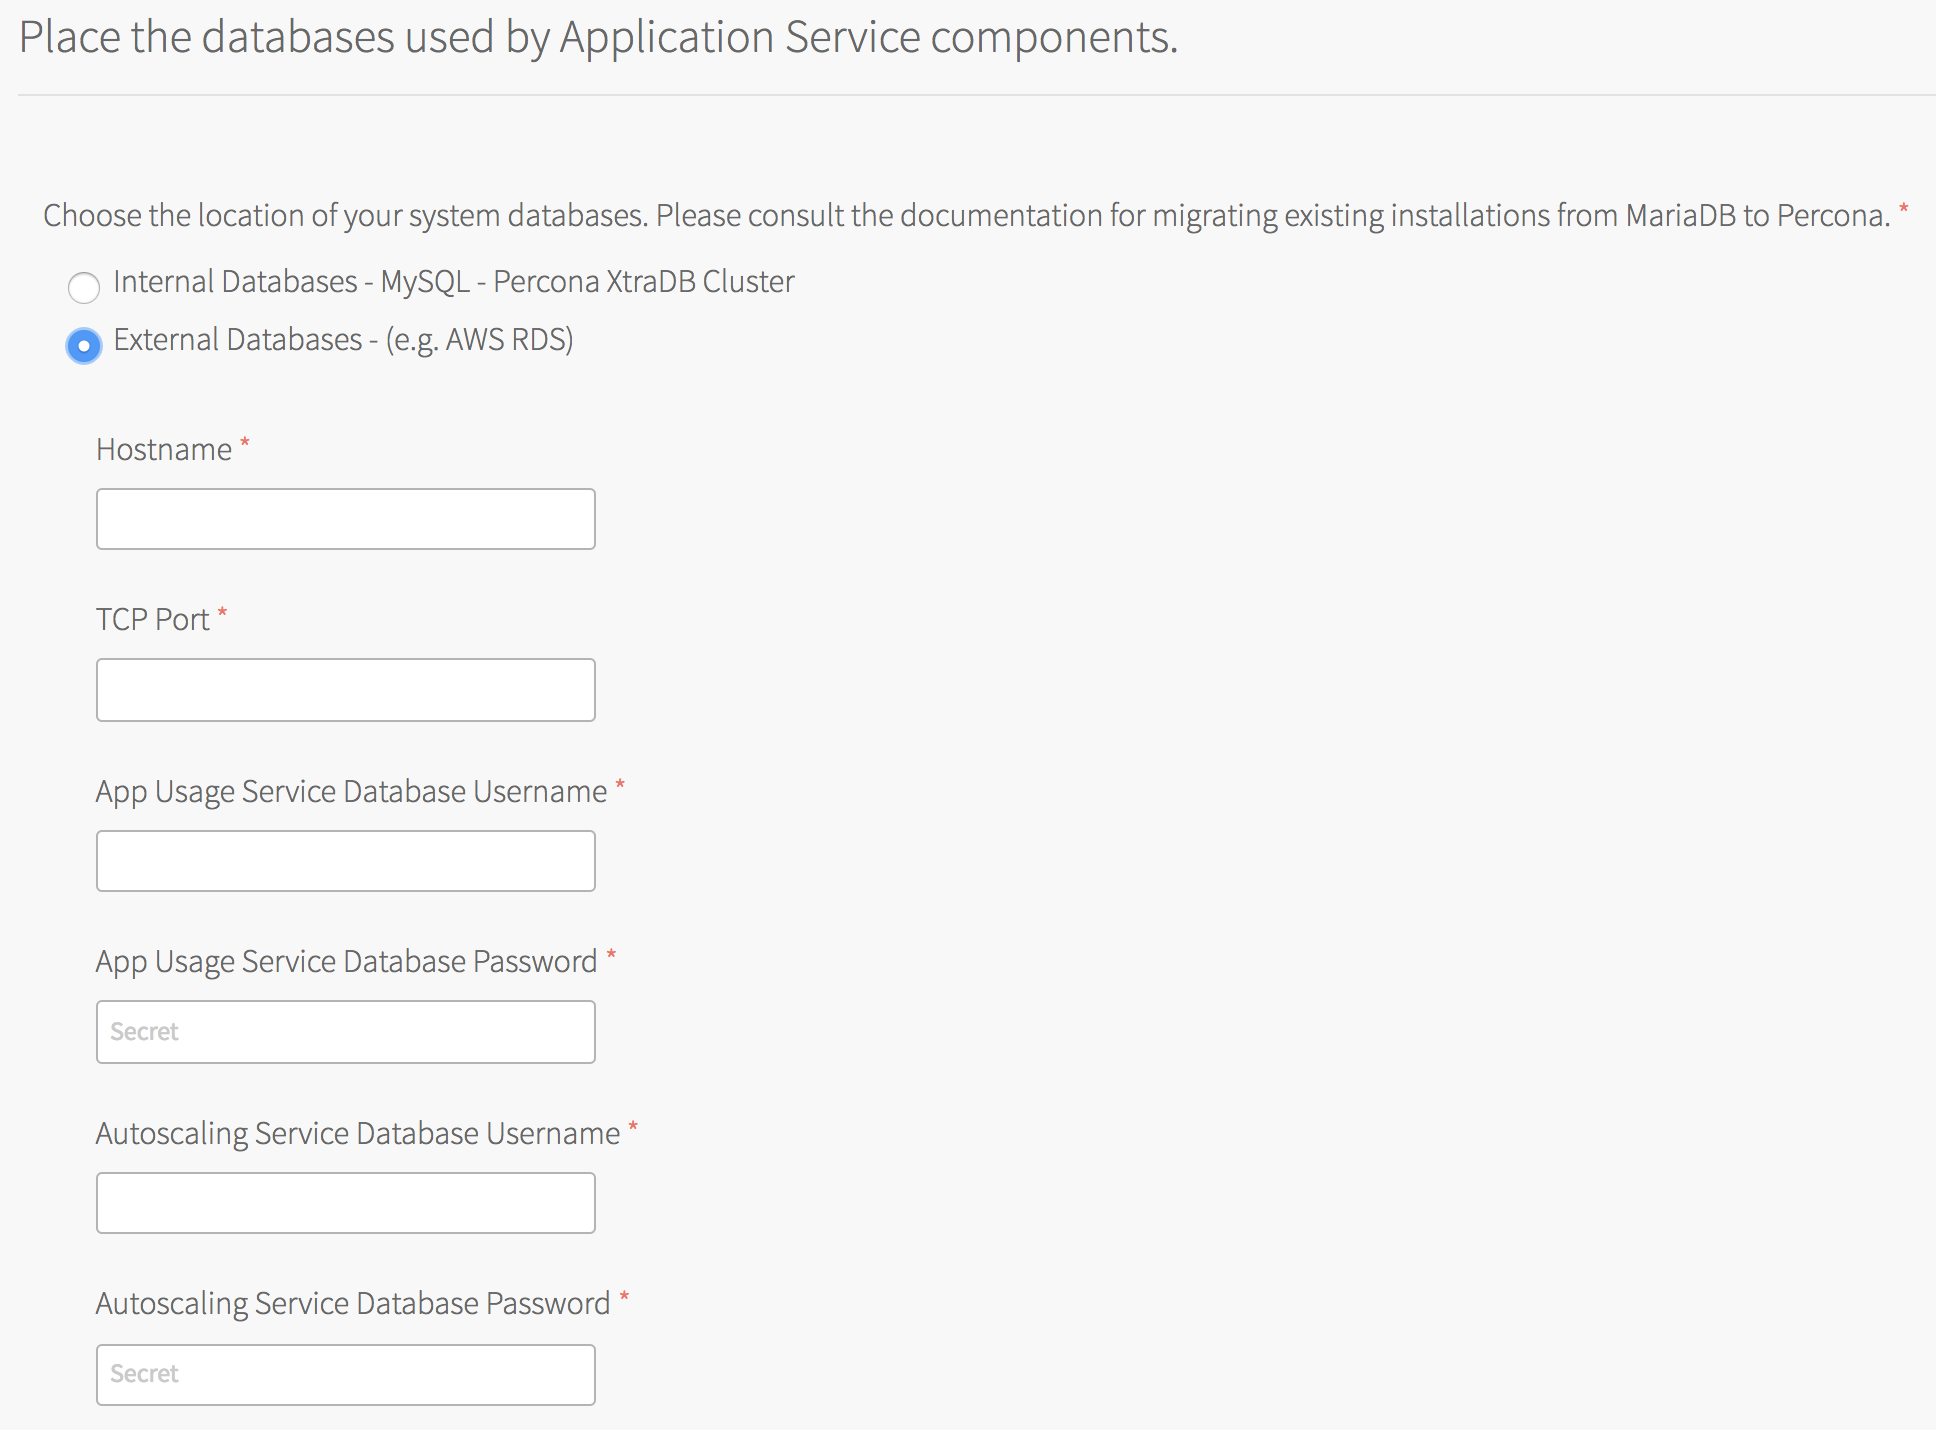 Place the databases used by Application Service components.
Choose the location of your system databases. Please consult the documentation for migrating existing installations from MariaDB to Percona. *
Internal Databases - MySQL - Percona XtraDB Cluster
External Databases - (e.g. AWS RDS)
Hostname *
TCP Port *
App Usage Service Database Username *
App Usage Service Database Password *
Secret
Autoscaling Service Database Username *
Autoscaling Service Database Password *
Secret